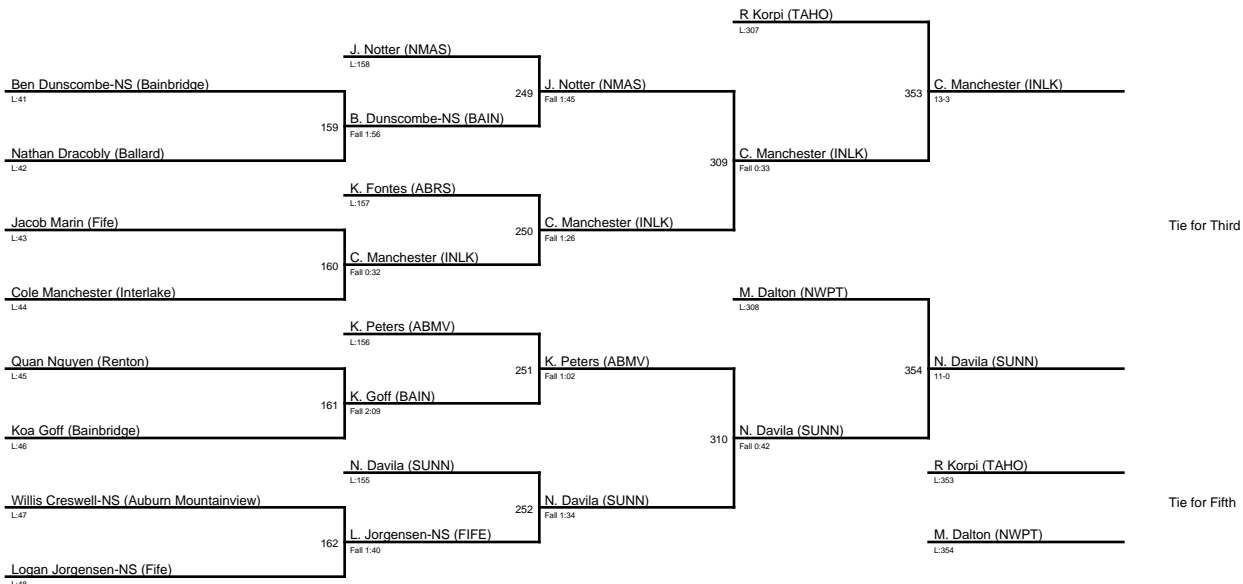 R Korpi (TAHO)
L:307
J. Notter (NMAS)
L:158
Ben Dunscombe-NS (Bainbridge)
L:41
249
J. Notter (NMAS)
Fall 1:45
353
C. Manchester (INLK)
13-3
159
B. Dunscombe-NS (BAIN)
Fall 1:56
Nathan Dracobly (Ballard)
L:42
309
C. Manchester (INLK)
Fall 0:33
K. Fontes (ABRS)
L:157
Jacob Marin (Fife)
L:43
250
C. Manchester (INLK)
Fall 1:26
Tie for Third
160
C. Manchester (INLK)
Fall 0:32
Cole Manchester (Interlake)
L:44
M. Dalton (NWPT)
L:308
K. Peters (ABMV)
L:156
Quan Nguyen (Renton)
L:45
251
K. Peters (ABMV)
Fall 1:02
354
N. Davila (SUNN)
11-0
161
K. Goff (BAIN)
Fall 2:09
Koa Goff (Bainbridge)
L:46
310
N. Davila (SUNN)
Fall 0:42
N. Davila (SUNN)
L:155
R Korpi (TAHO)
L:353
Willis Creswell-NS (Auburn Mountainview)
L:47
252
N. Davila (SUNN)
Fall 1:34
Tie for Fifth
162
L. Jorgensen-NS (FIFE)
Fall 1:40
M. Dalton (NWPT)
L:354
Logan Jorgensen-NS (Fife)
L:48